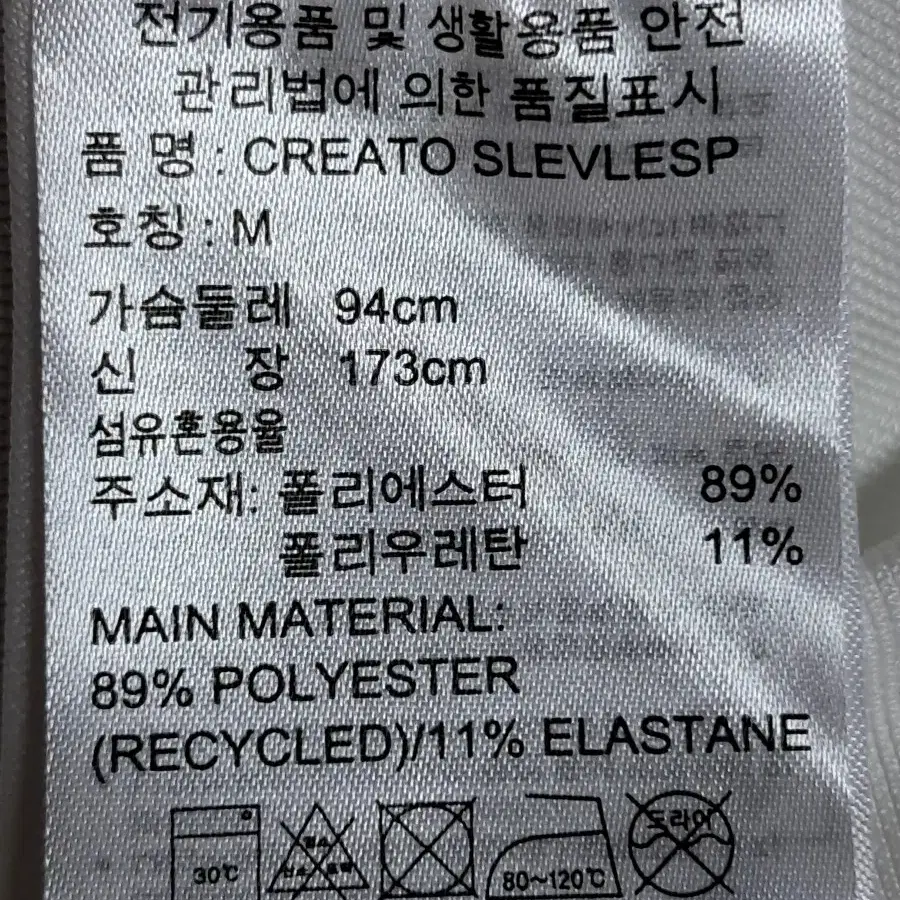 전기용품 및 생활용품 안전
관리법에 의한 품질표시
품 명 : CREATO SLEVLESP
호칭 : M
가슴둘레 94cm
신 장 173cm
섬유혼용율
주소재: 폴리에스터 89%
폴리우레탄 11%
MAIN MATERIAL:
89% POLYESTER
(RECYCLED)/11% ELASTANE
30℃ 80~120℃ 드라이